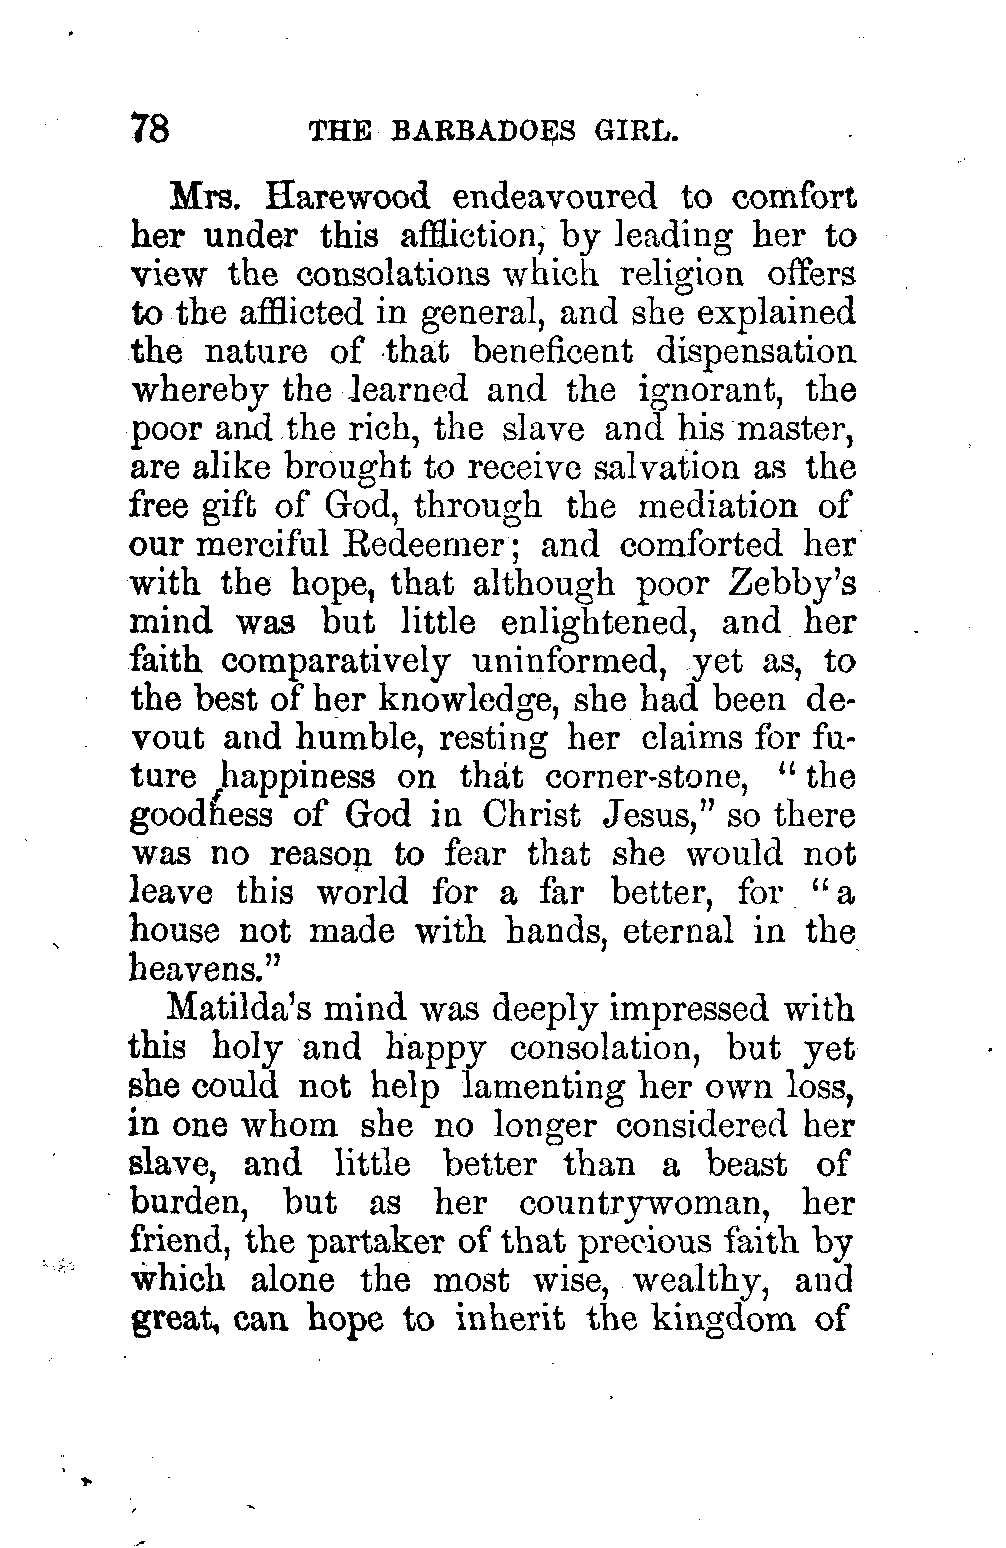 78 THE BARBADOES GIRL.
Mrs. Harewood endeavoured to comfort
her under this affliction, by leading her to
view the consolations which religion offers
to the afflicted in general, and she explained
the nature of that beneficent dispensation
whereby the learned and the ignorant, the
poor and the rich, the slave and his master,
are alike brought to receive salvation as the
free gift of God, through the mediation of
our merciful Redeemer; and comforted her
with the hope, that although poor Zebby's
mind was but little enlightened, and her
faith comparatively uninformed, yet as, to
the best of her knowledge, she had been de-
vout and humble, resting her claims for fu-
ture happiness on that corner-stone, "the
goodness of God in Christ Jesus," so there
was no reason to fear that she would not
leave this world for a far better, for "a
house not made with hands, eternal in the
heavens."
Matilda's mind was deeply impressed with
this holy and happy consolation, but yet
she could not help lamenting her own loss,
in one whom she no longer considered her
slave, and little better than a beast of
burden, but as her countrywoman, her
friend, the partaker of that precious faith by
which alone the most wise, wealthy, and
great, can hope to inherit the kingdom of